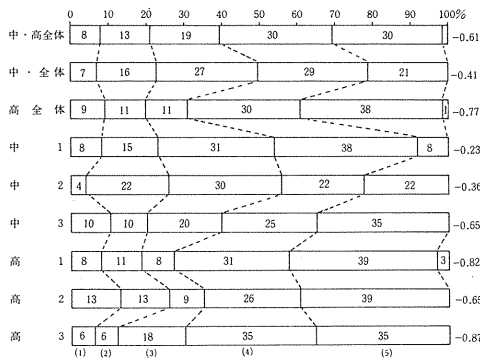 0 10 20 30 40 50 60 70 80 90 100%
中・高全体 8 13 19 30 30 -0.61
中・全体 7 16 27 29 21 -0.41
高全体 9 11 11 30 38 1 -0.77
中 1 8 15 31 38 8 -0.23
中 2 4 22 30 22 22 -0.36
中 3 10 10 20 25 35 -0.65
高 1 8 11 8 31 39 3 -0.82
高 2 13 13 9 26 39 -0.65
高 3 6 6 18 35 35 -0.87
(1) (2) (3) (4) (5)